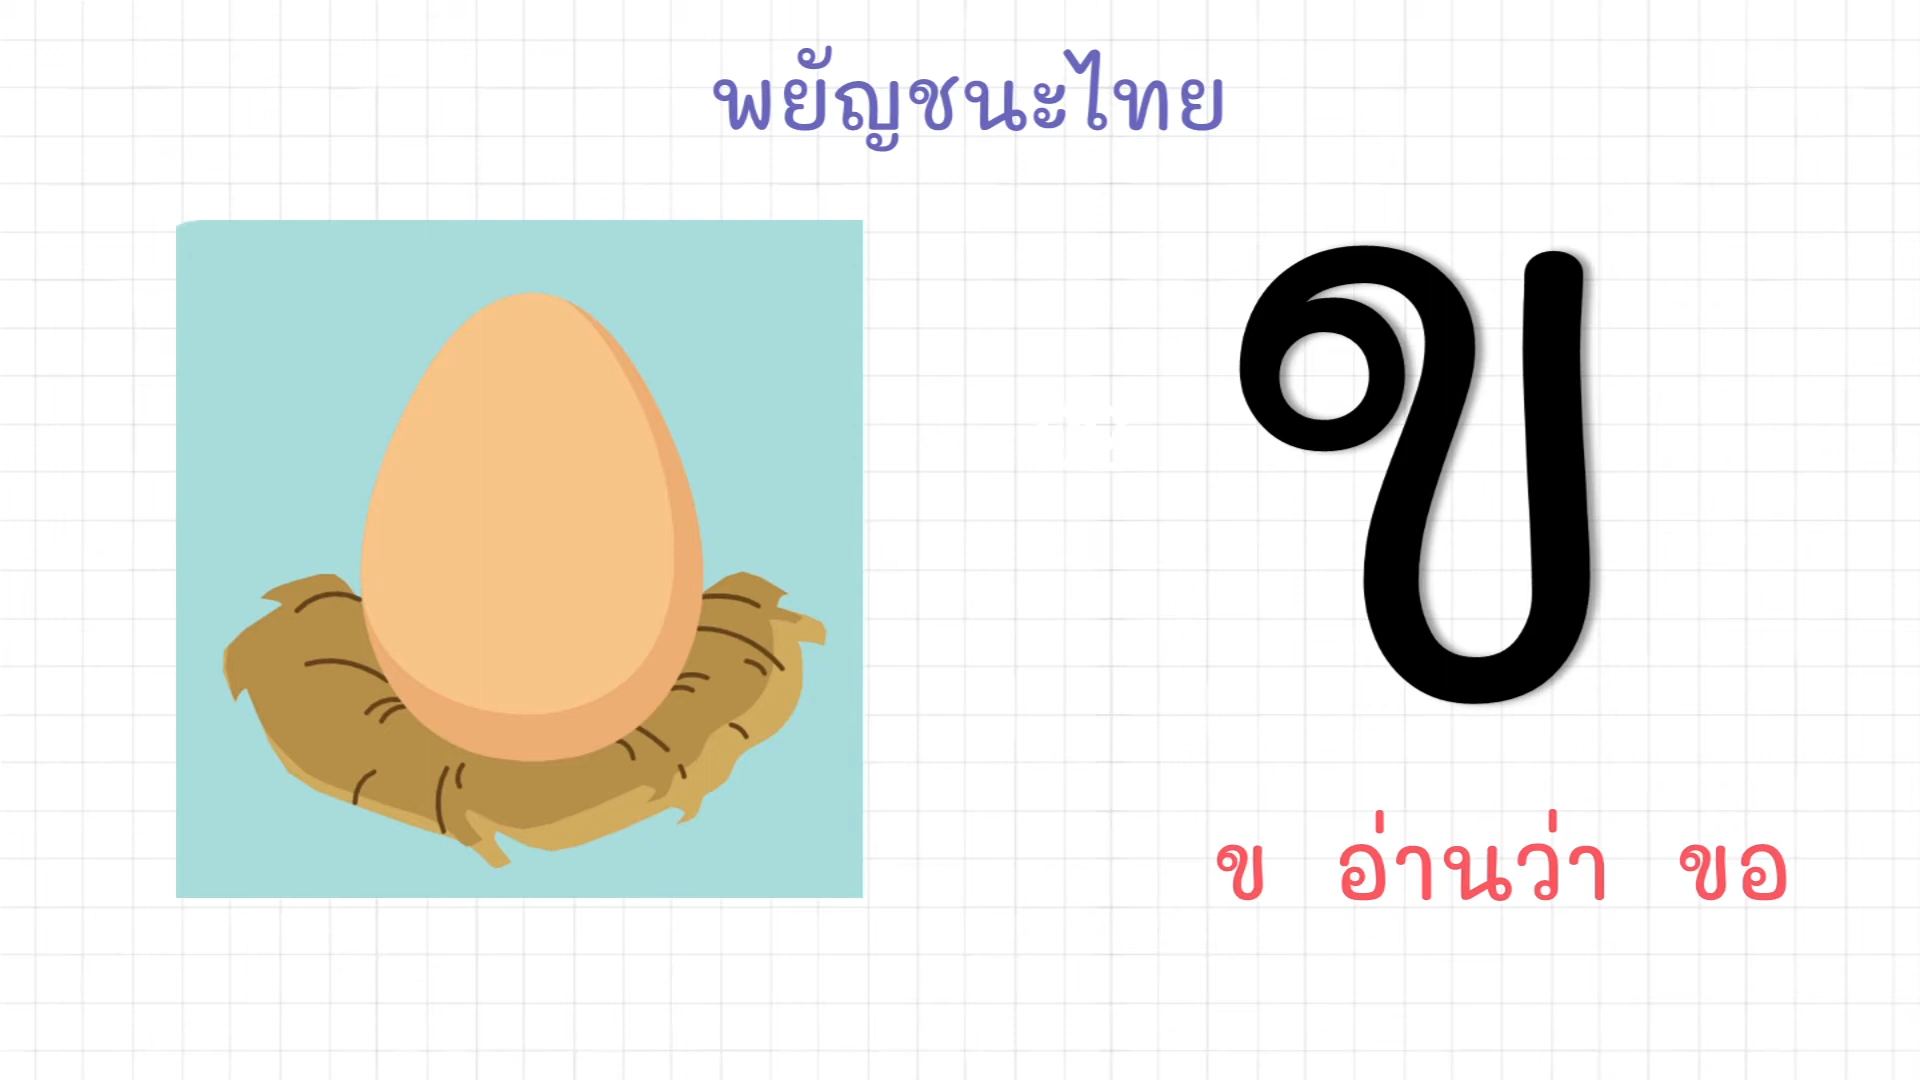 พยัญชนะไทย
ข
ข อ่านว่า ขอ